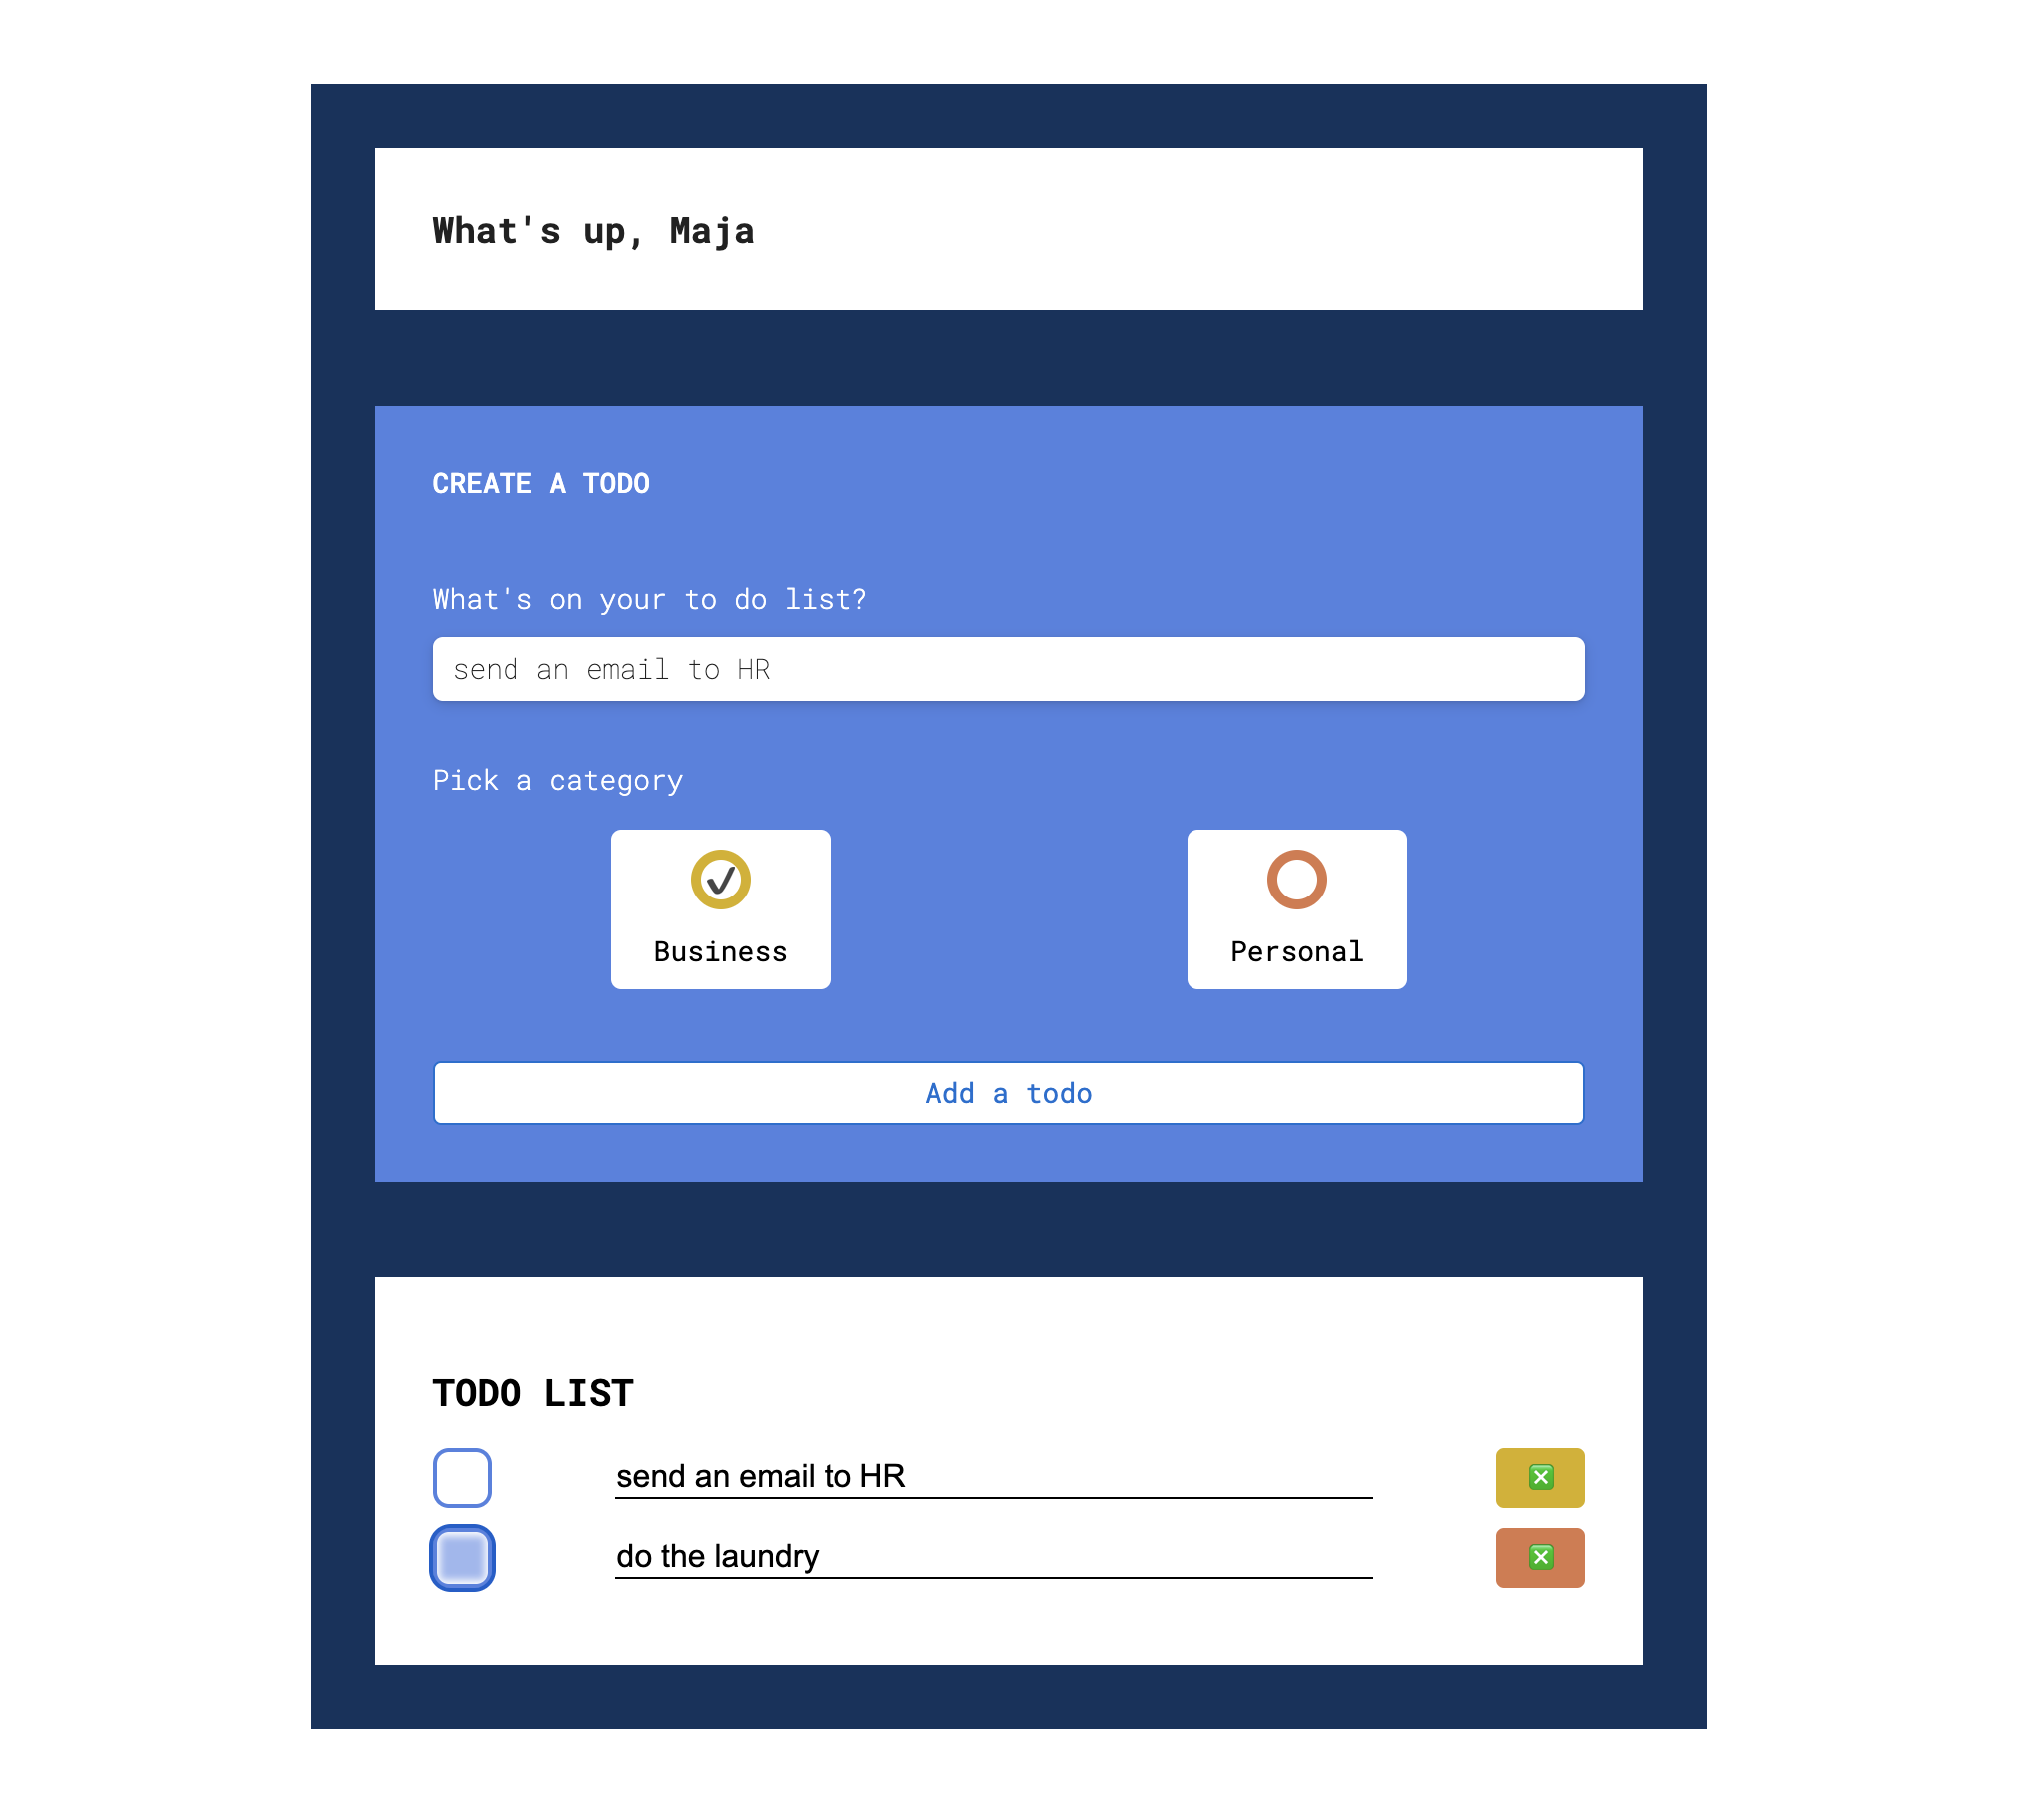 What's up, Maja
CREATE A TODO
What's on your to do list?
send an email to HR
Pick a category
Business
Personal
Add a todo
TODO LIST
send an email to HR
do the laundry